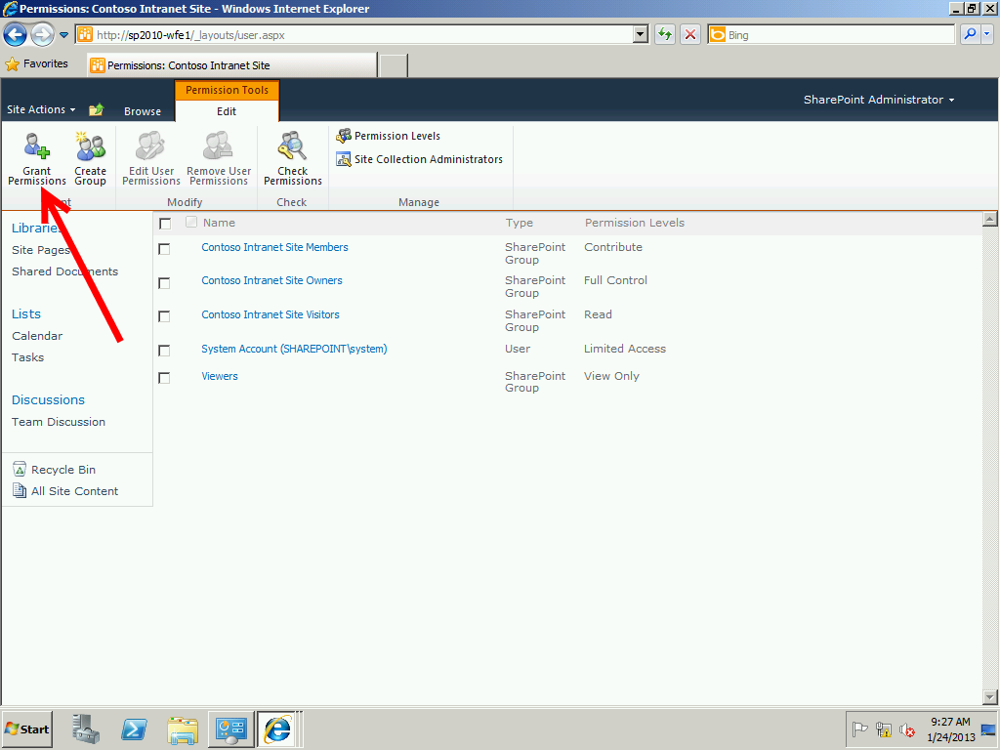 Permissions: Contoso Intranet Site - Windows Internet Explorer
http://sp2010-wfe1/_layouts/user.aspx
Bing
Favorites
Permissions: Contoso Intranet Site
Permission Tools
Site Actions
Browse
Edit
SharePoint Administrator
Grant Permissions
Create Group
Edit User Permissions
Remove User Permissions
Check Permissions
Permission Levels
Site Collection Administrators
Modify
Check
Manage
Libraries
Site Pages
Shared Documents
Lists
Calendar
Tasks
Discussions
Team Discussion
Recycle Bin
All Site Content
Name Type Permission Levels
Contoso Intranet Site Members SharePoint Group Contribute
Contoso Intranet Site Owners SharePoint Group Full Control
Contoso Intranet Site Visitors SharePoint Group Read
System Account (SHAREPOINT\system) User Limited Access
Viewers SharePoint Group View Only
Start
9:27 AM
1/24/2013